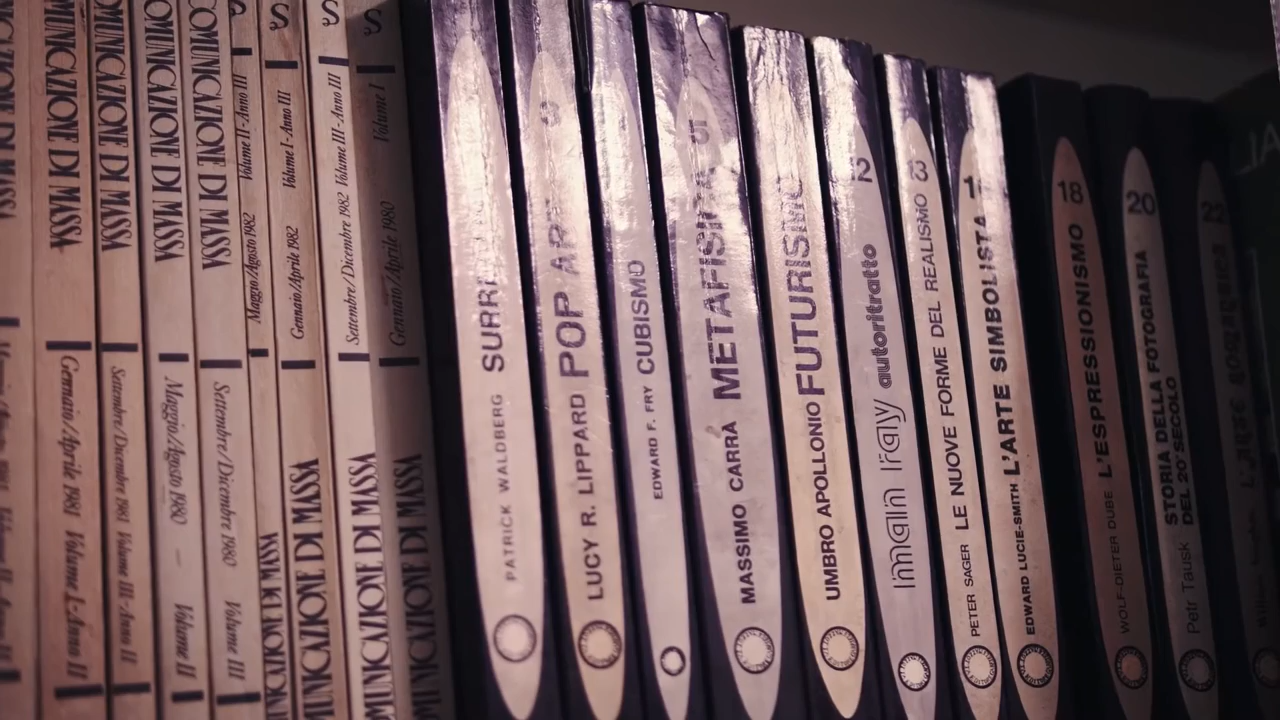 COMUNICAZIONE DI MASSA
Gennaio/Aprile 1981 Volume I-Anno II
COMUNICAZIONE DI MASSA
Settembre/Dicembre 1981 Volume III-Anno II
COMUNICAZIONE DI MASSA
Maggio/Agosto 1980 – Volume II
COMUNICAZIONE DI MASSA
Settembre/Dicembre 1980 Volume III
COMUNICAZIONE DI MASSA
Maggio/Agosto 1982 Volume II-Anno III
COMUNICAZIONE DI MASSA
Gennaio/Aprile 1982 Volume I-Anno III
COMUNICAZIONE DI MASSA
Settembre/Dicembre 1982 Volume III-Anno III
COMUNICAZIONE DI MASSA
Gennaio/Aprile 1980 Volume I
PATRICK WALDBERG
LUCY R. LIPPARD POP ART
EDWARD F. FRY CUBISMO
MASSIMO CARRÀ METAFISICA
UMBRO APOLLONIO FUTURISMO
man ray autoritratto 12
PETER SAGER LE NUOVE FORME DEL REALISMO
EDWARD LUCIE-SMITH L'ARTE SIMBOLISTA
WOLF-DIETER DUBE L'ESPRESSIONISMO 18
Petr Tausk STORIA DELLA FOTOGRAFIA DEL 20° SECOLO 20